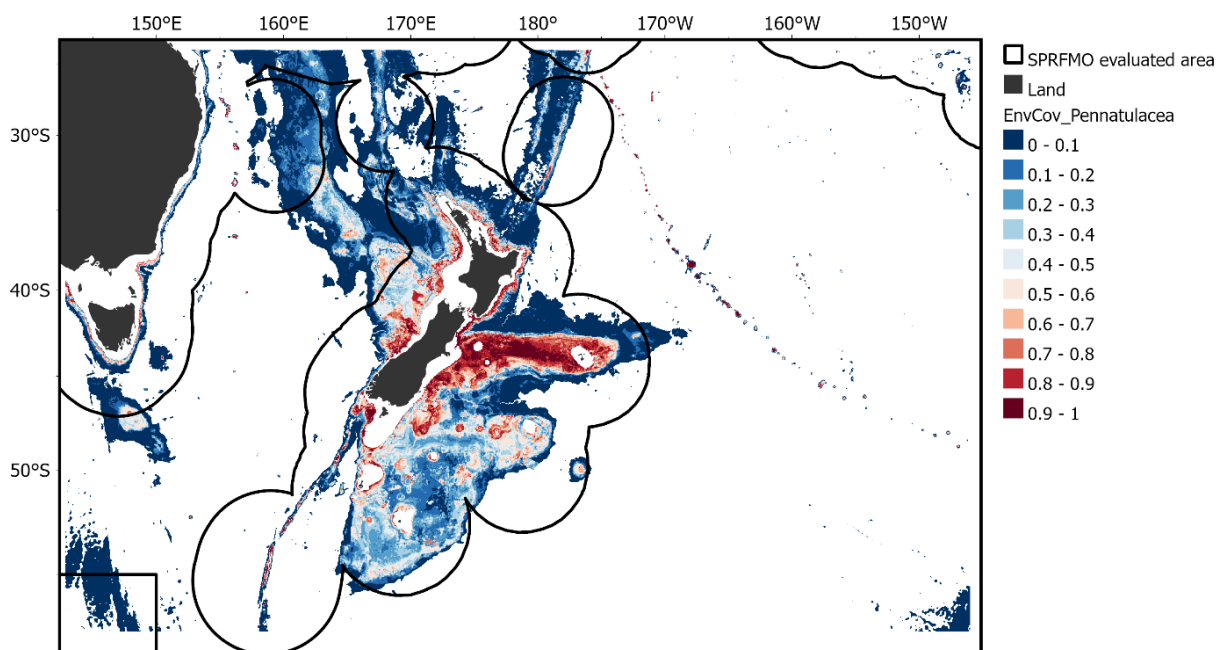 150°E 160°E 170°E 180° 170°W 160°W 150°W
30°S
40°S
50°S
SPRFMO evaluated area
Land
EnvCov_Pennatulacea
0 - 0.1
0.1 - 0.2
0.2 - 0.3
0.3 - 0.4
0.4 - 0.5
0.5 - 0.6
0.6 - 0.7
0.7 - 0.8
0.8 - 0.9
0.9 - 1